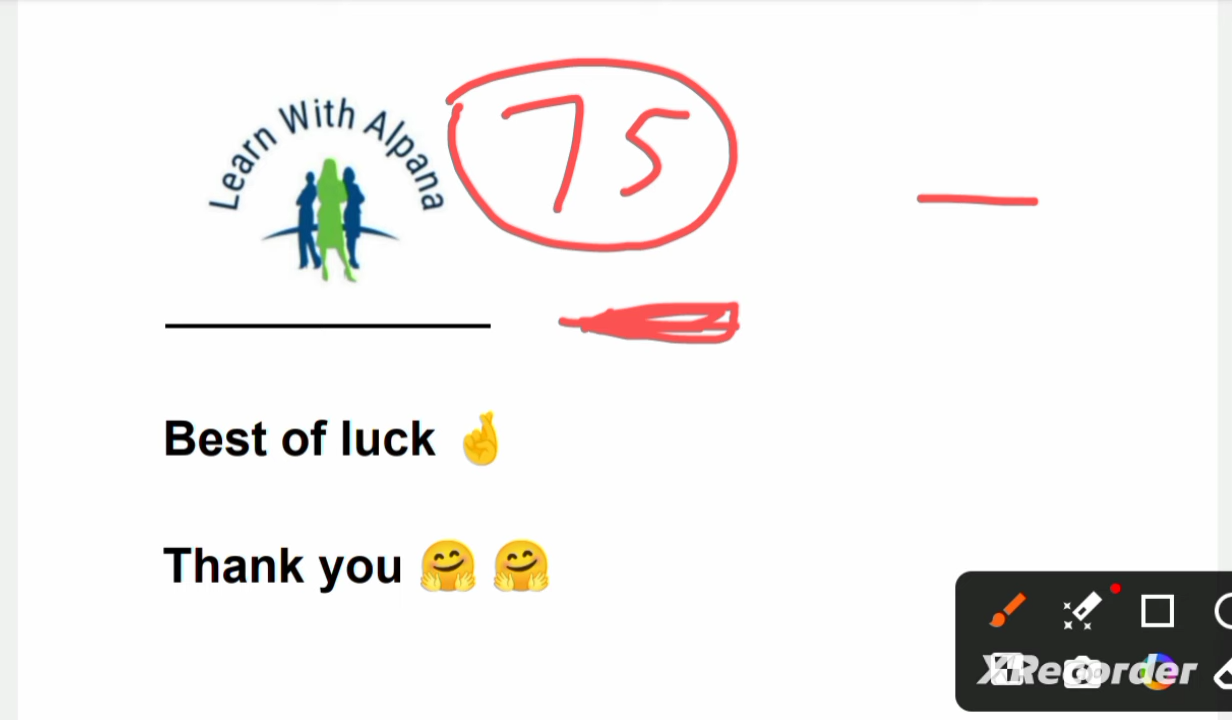 Learn With Alpana
75
Best of luck 🤞
Thank you 🤗 🤗
XRecorder